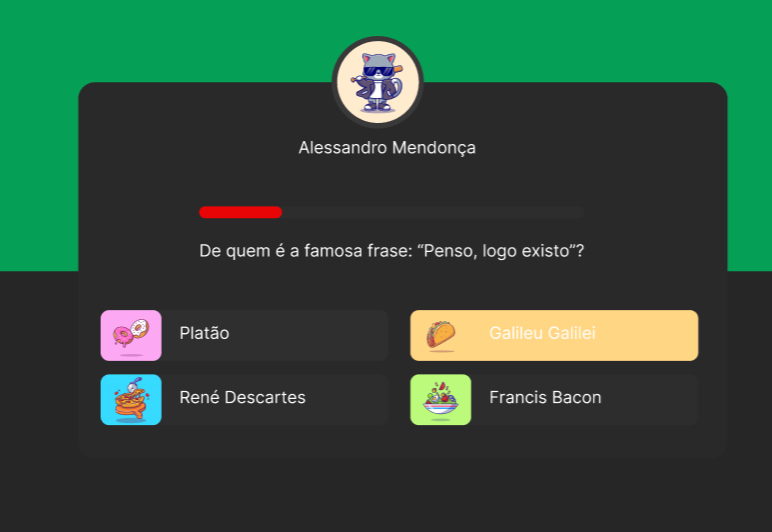 Alessandro Mendonça
De quem é a famosa frase: “Penso, logo existo”?
Platão
Galileu Galilei
René Descartes
Francis Bacon